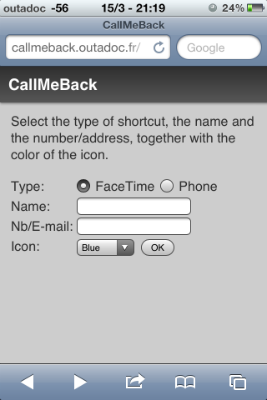 outadoc -56 15/3 - 21:19 24%
CallMeBack
callmeback.outadoc.fr/ Google
CallMeBack
Select the type of shortcut, the name and
the number/address, together with the
color of the icon.
Type: FaceTime Phone
Name:
Nb/E-mail:
Icon: Blue OK